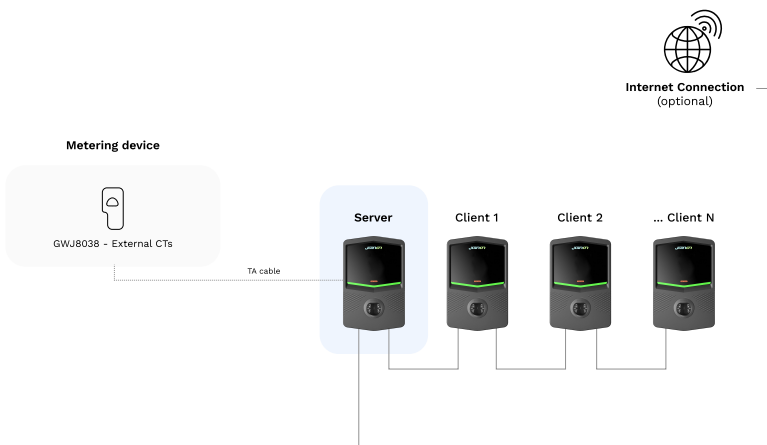 Internet Connection
(optional)
Metering device
GWJ8038 - External CTs
TA cable
Server
Client 1
Client 2
... Client N